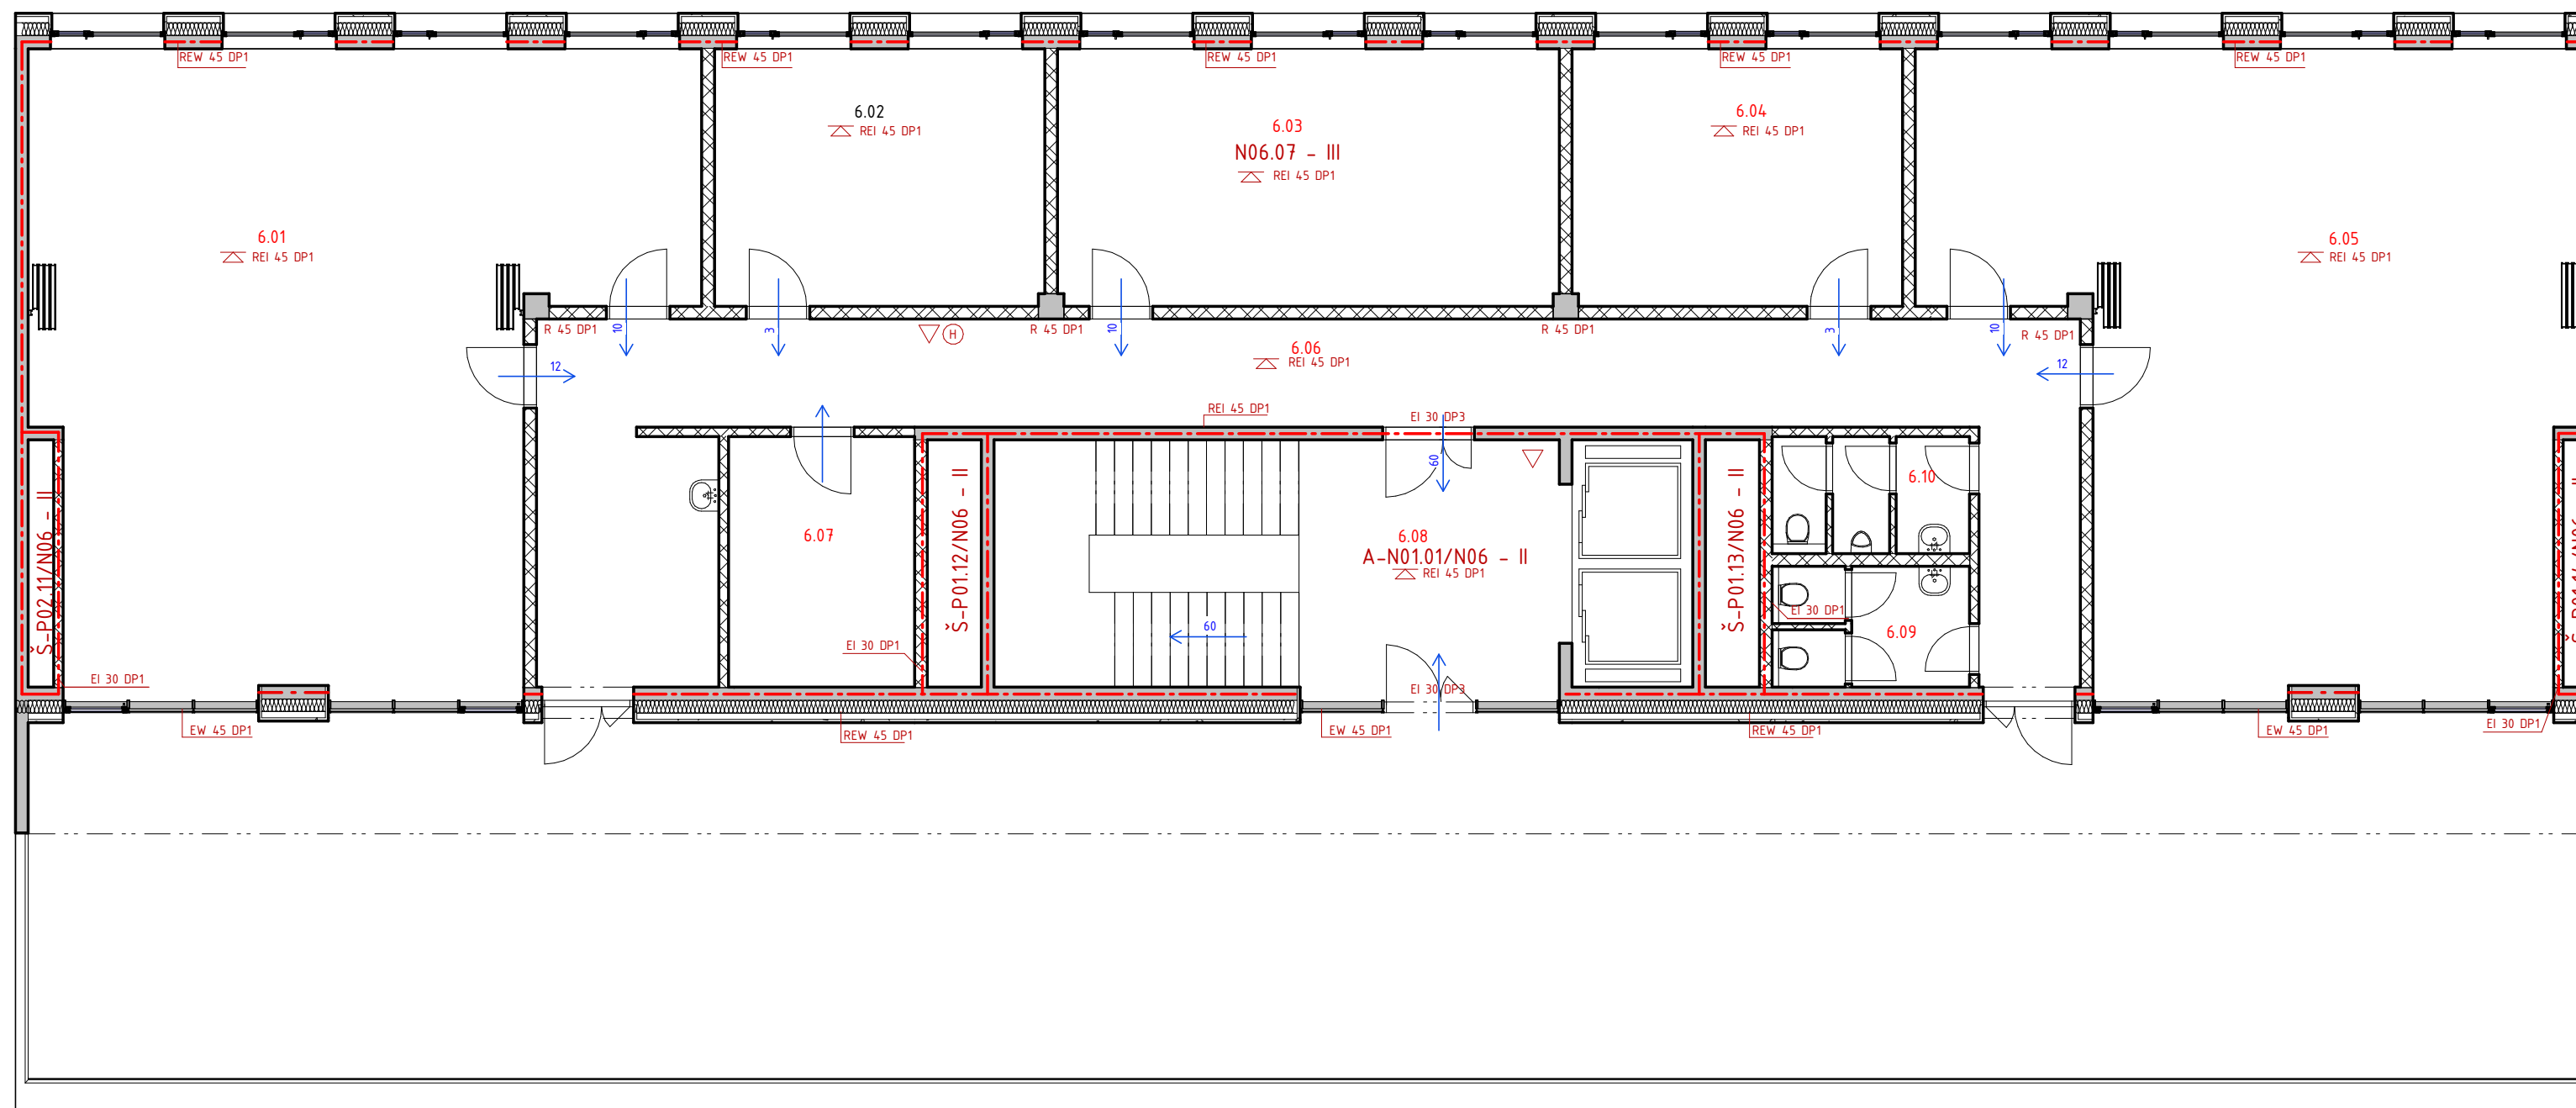 REW 45 DP1
REW 45 DP1
REW 45 DP1
REW 45 DP1
REW 45 DP1
6.02
REI 45 DP1
6.03
N06.07 - III
REI 45 DP1
6.04
REI 45 DP1
6.01
REI 45 DP1
6.05
REI 45 DP1
R 45 DP1
10
3
H
R 45 DP1
10
R 45 DP1
3
10
R 45 DP1
6.06
REI 45 DP1
12
12
REI 45 DP1
EI 30 DP3
60
6.10
6.07
6.08
A-N01.01/N06 - II
REI 45 DP1
Š-P02.11/N06 - II
Š-P01.12/N06 - II
Š-P01.13/N06 - II
EI 30 DP1
60
6.09
EI 30 DP1
EI 30 DP1
EI 30 DP3
EW 45 DP1
REW 45 DP1
EW 45 DP1
REW 45 DP1
EW 45 DP1
EI 30 DP1